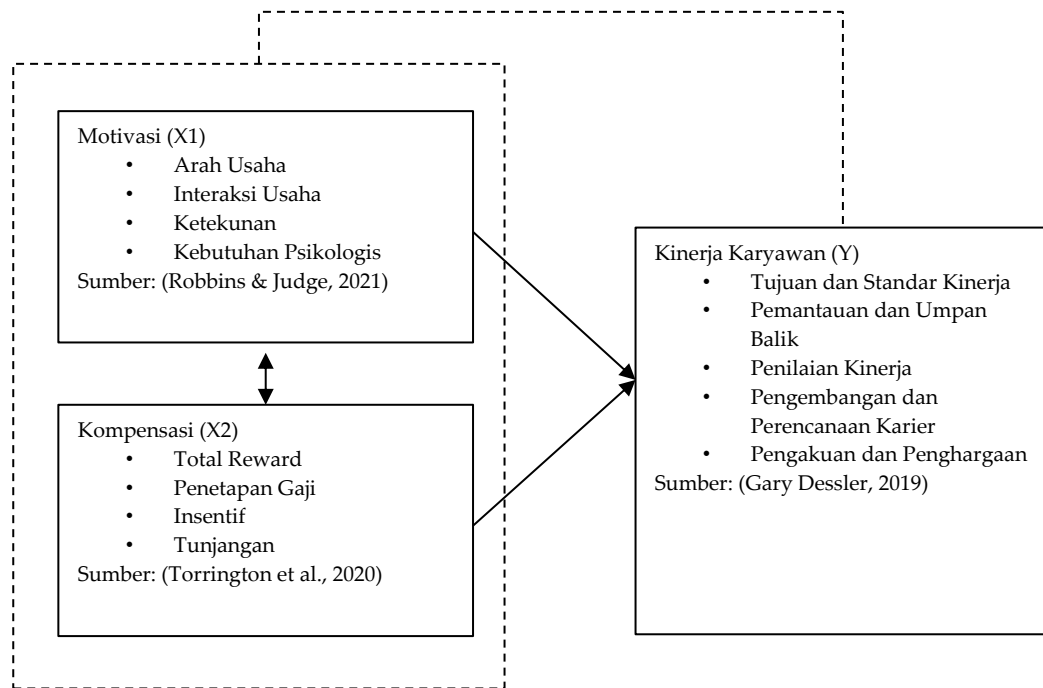 Motivasi (X1)
• Arah Usaha
• Interaksi Usaha
• Ketekunan
• Kebutuhan Psikologis
Sumber: (Robbins & Judge, 2021)
Kompensasi (X2)
• Total Reward
• Penetapan Gaji
• Insentif
• Tunjangan
Sumber: (Torrington et al., 2020)
Kinerja Karyawan (Y)
• Tujuan dan Standar Kinerja
• Pemantauan dan Umpan
Balik
• Penilaian Kinerja
• Pengembangan dan
Perencanaan Karier
• Pengakuan dan Penghargaan
Sumber: (Gary Dessler, 2019)